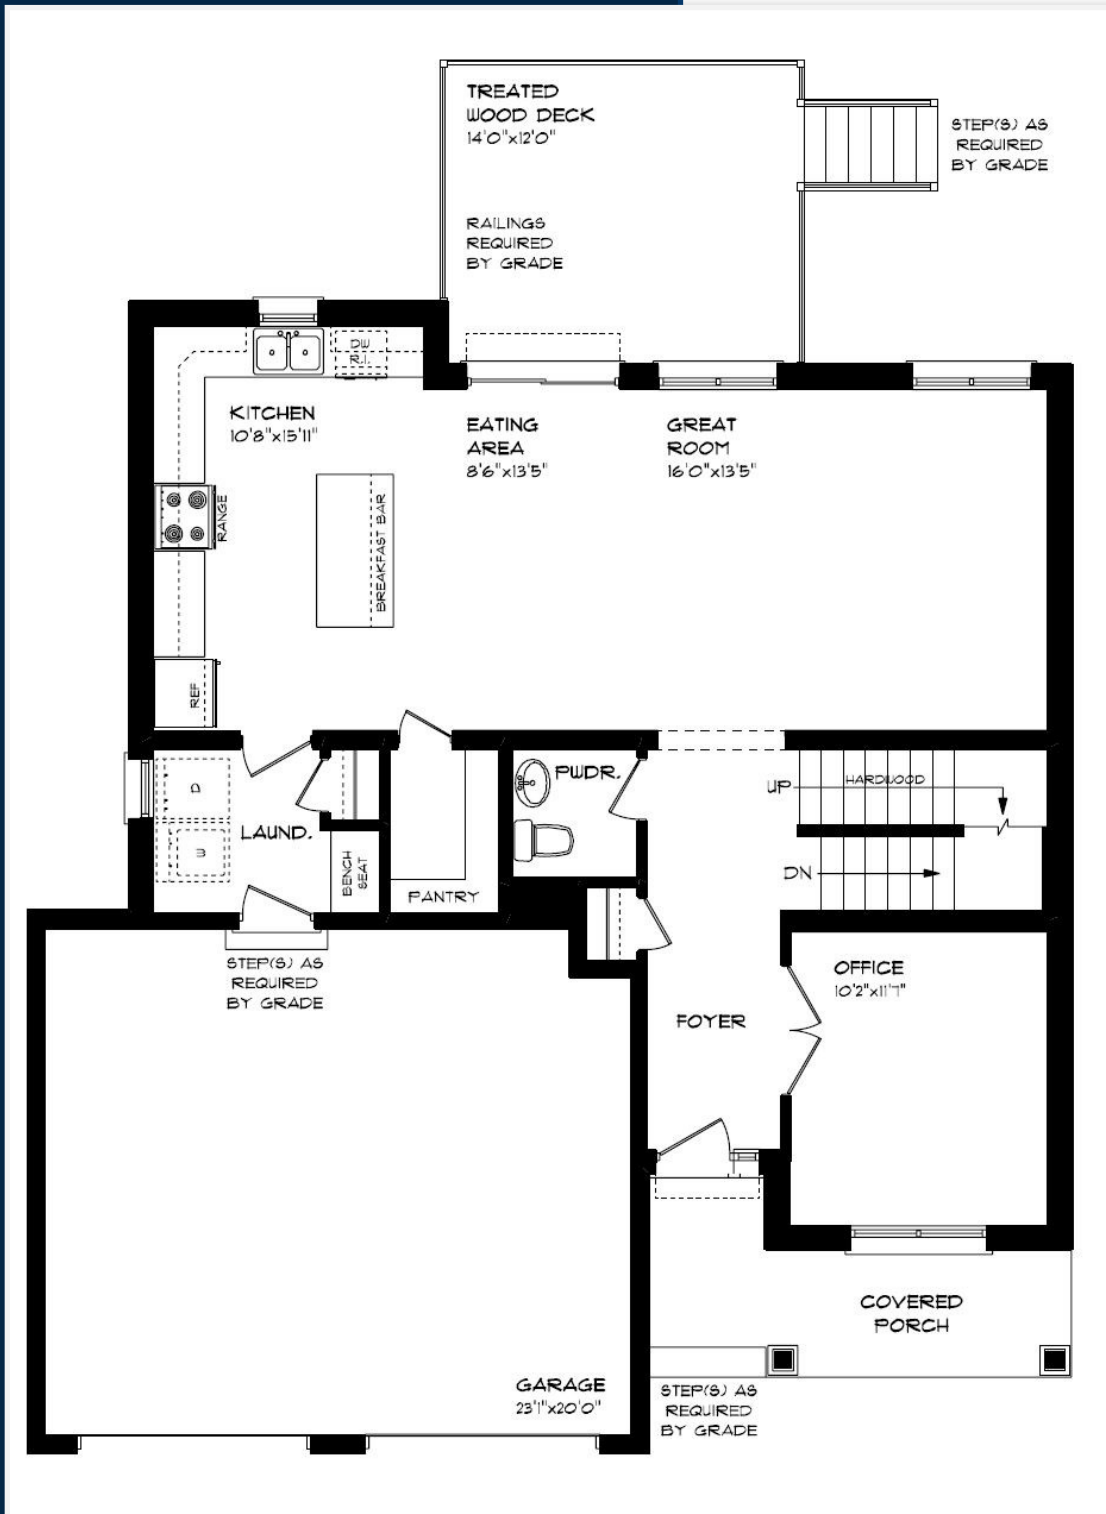 TREATED
WOOD DECK
14'0"x12'0"
STEP(S) AS
REQUIRED
BY GRADE
RAILINGS
REQUIRED
BY GRADE
DW
R.I.
KITCHEN
10'8"x15'11"
EATING
AREA
8'6"x13'5"
GREAT
ROOM
16'0"x13'5"
RANGE
BREAKFAST BAR
REF
D
W
LAUND.
BENCH
SEAT
PANTRY
PWDR.
UP
HARDWOOD
DN
STEP(S) AS
REQUIRED
BY GRADE
OFFICE
10'2"x11'7"
FOYER
COVERED
PORCH
GARAGE
23'1"x20'0"
STEP(S) AS
REQUIRED
BY GRADE